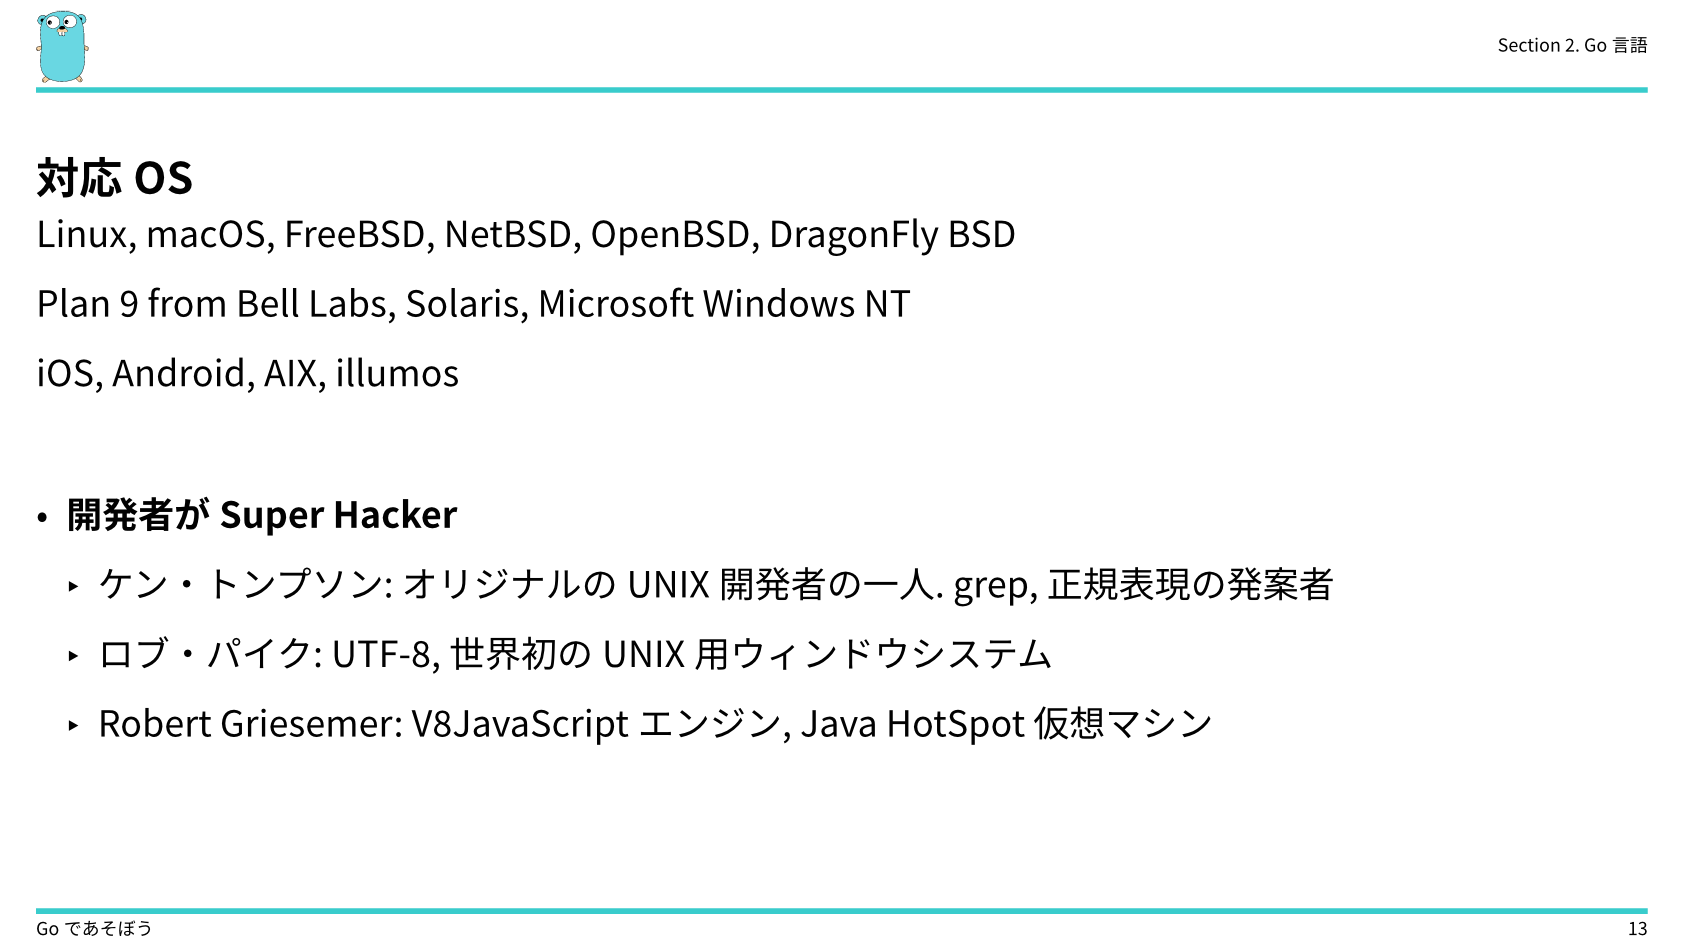 Section 2. Go 言語
対応 OS
Linux, macOS, FreeBSD, NetBSD, OpenBSD, DragonFly BSD
Plan 9 from Bell Labs, Solaris, Microsoft Windows NT
iOS, Android, AIX, illumos
• 開発者が Super Hacker
‣ ケン・トンプソン: オリジナルの UNIX 開発者の一人. grep, 正規表現の発案者
‣ ロブ・パイク: UTF-8, 世界初の UNIX 用ウィンドウシステム
‣ Robert Griesemer: V8JavaScript エンジン, Java HotSpot 仮想マシン
Go であそぼう
13